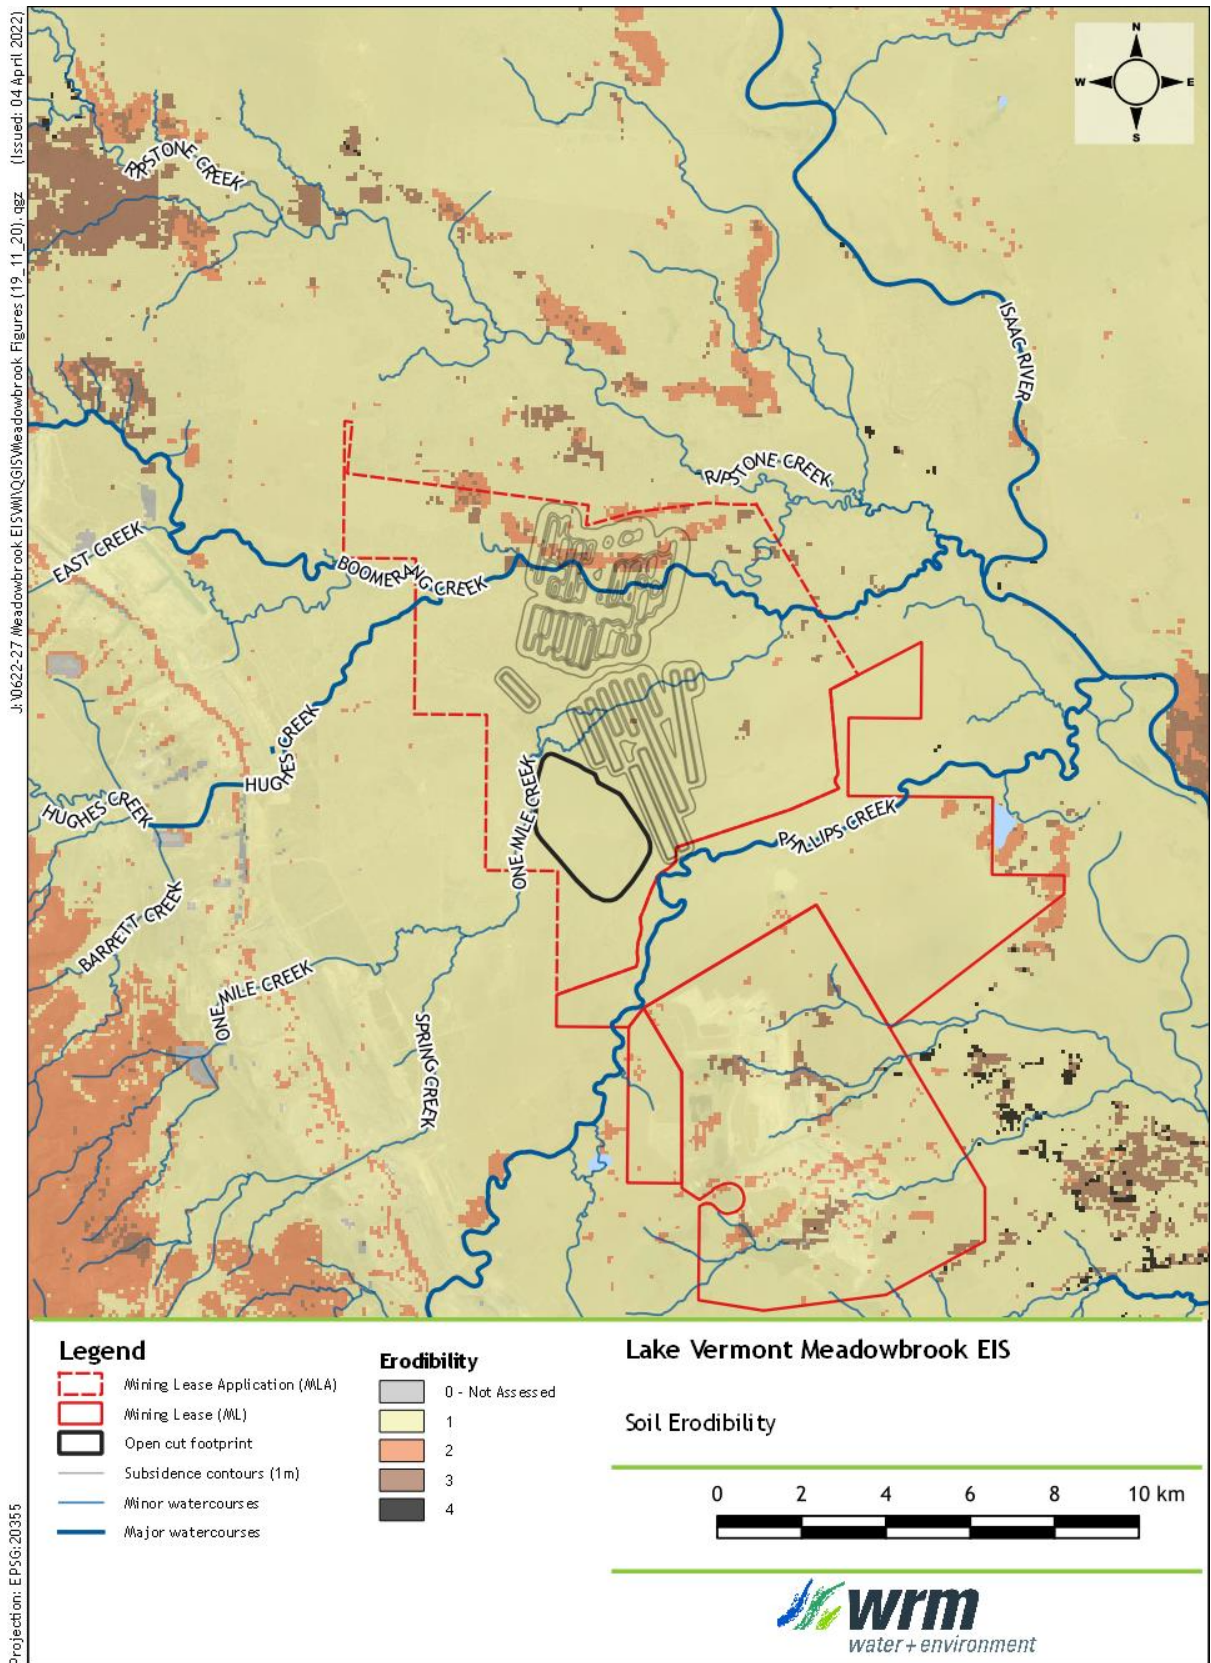 J:\0622-27 Meadowbrook EIS\WI\QGIS\Meadowbrook Figures (19_11_20).qgz (Issued: 04 April 2022)
Projection: EPSG:20355
N
W
E
S
RIPSTONE CREEK
ISAAC RIVER
RIPSTONE CREEK
EAST CREEK
BOOMERANG CREEK
HUGHES CREEK
HUGHES CREEK
ONE MILE CREEK
PHILLIPS CREEK
BARRETT CREEK
ONE MILE CREEK
SPRING CREEK
Legend
Mining Lease Application (MLA)
Mining Lease (ML)
Open cut footprint
Subsidence contours (1m)
Minor watercourses
Major watercourses
Erodibility
0 - Not Assessed
1
2
3
4
Lake Vermont Meadowbrook EIS
Soil Erodibility
0 2 4 6 8 10 km
wrm
water + environment